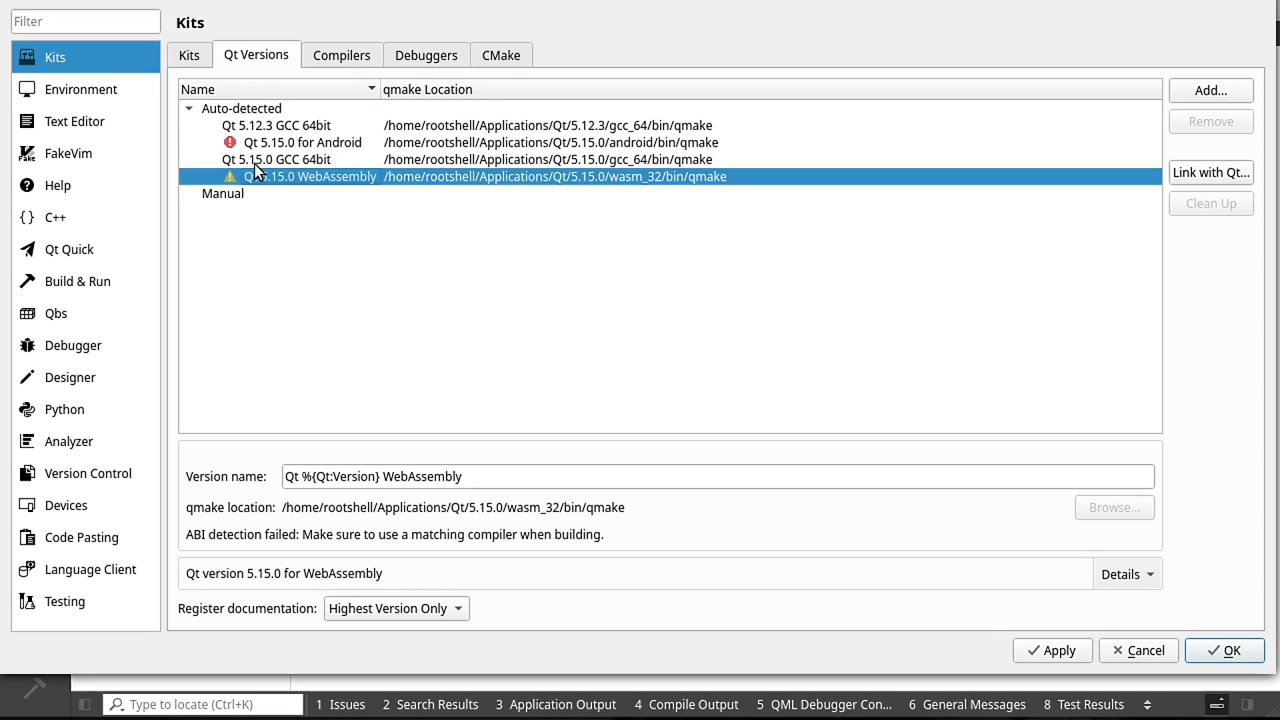 Filter
Kits
Environment
Text Editor
FakeVim
Help
C++
Qt Quick
Build & Run
Qbs
Debugger
Designer
Python
Analyzer
Version Control
Devices
Code Pasting
Language Client
Testing
Kits
Kits Qt Versions Compilers Debuggers CMake
Name qmake Location
Auto-detected
Qt 5.12.3 GCC 64bit /home/rootshell/Applications/Qt/5.12.3/gcc_64/bin/qmake
Qt 5.15.0 for Android /home/rootshell/Applications/Qt/5.15.0/android/bin/qmake
Qt 5.15.0 GCC 64bit /home/rootshell/Applications/Qt/5.15.0/gcc_64/bin/qmake
Qt 5.15.0 WebAssembly /home/rootshell/Applications/Qt/5.15.0/wasm_32/bin/qmake
Manual
Add...
Remove
Link with Qt...
Clean Up
Version name: Qt %{Qt:Version} WebAssembly
qmake location: /home/rootshell/Applications/Qt/5.15.0/wasm_32/bin/qmake Browse...
ABI detection failed: Make sure to use a matching compiler when building.
Qt version 5.15.0 for WebAssembly Details
Register documentation: Highest Version Only
Apply Cancel OK
Type to locate (Ctrl+K) 1 Issues 2 Search Results 3 Application Output 4 Compile Output 5 QML Debugger Con... 6 General Messages 8 Test Results